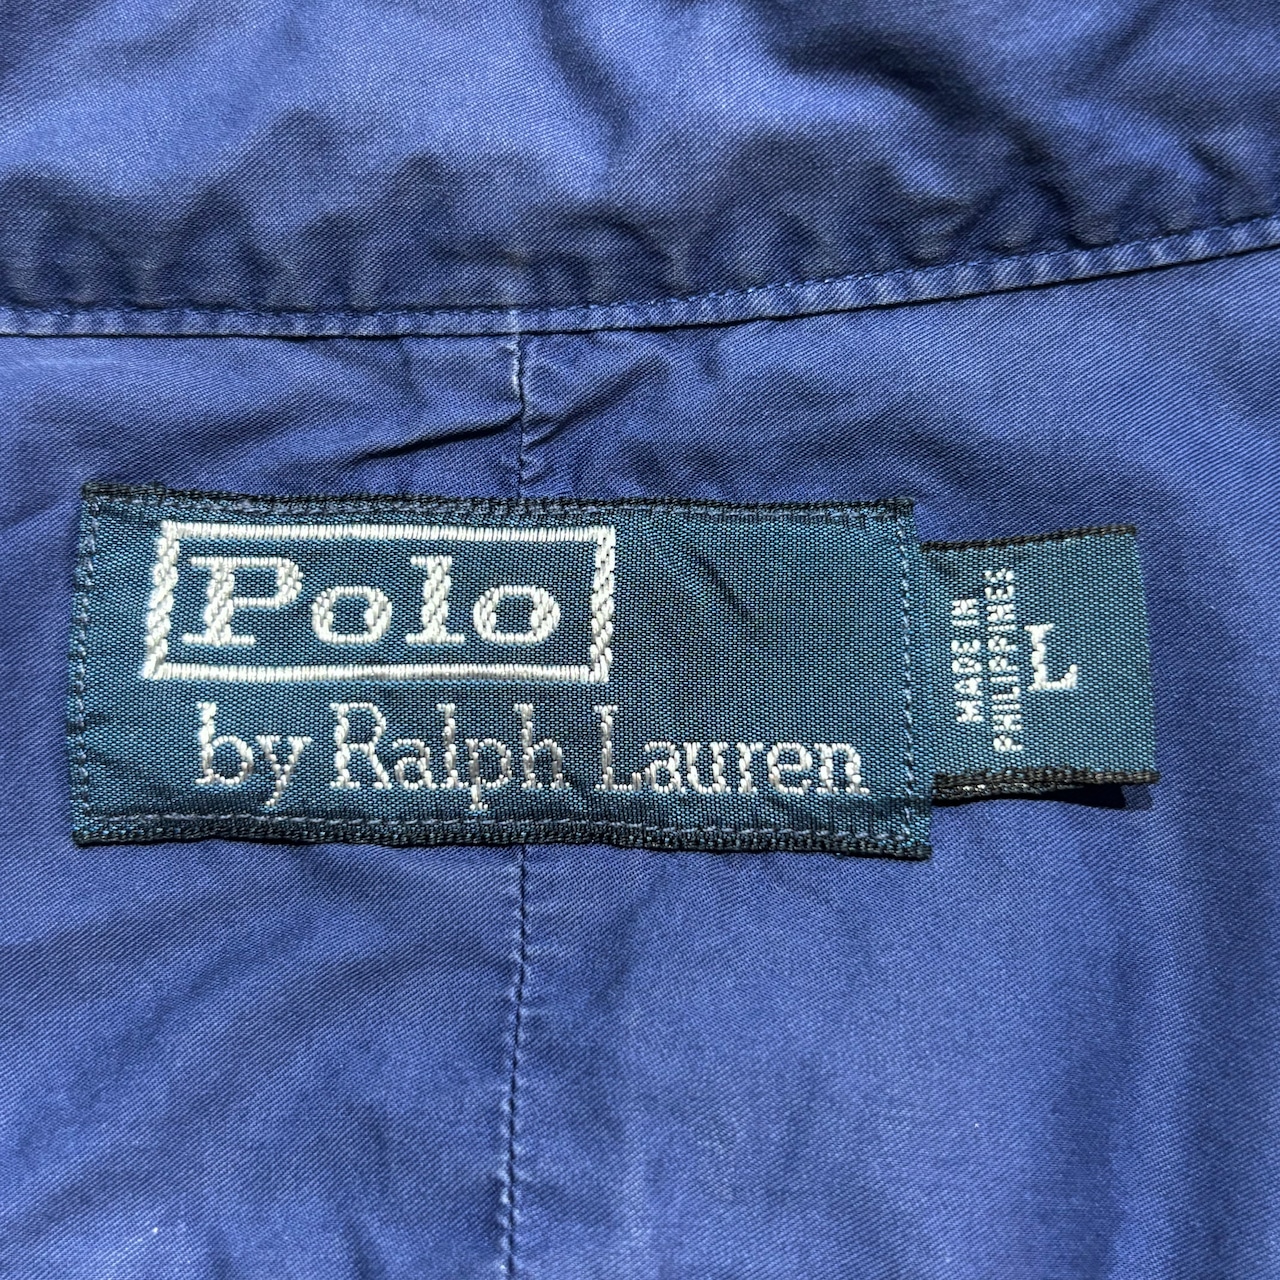 Polo
by Ralph Lauren
MADE IN
PHILIPPINES
L